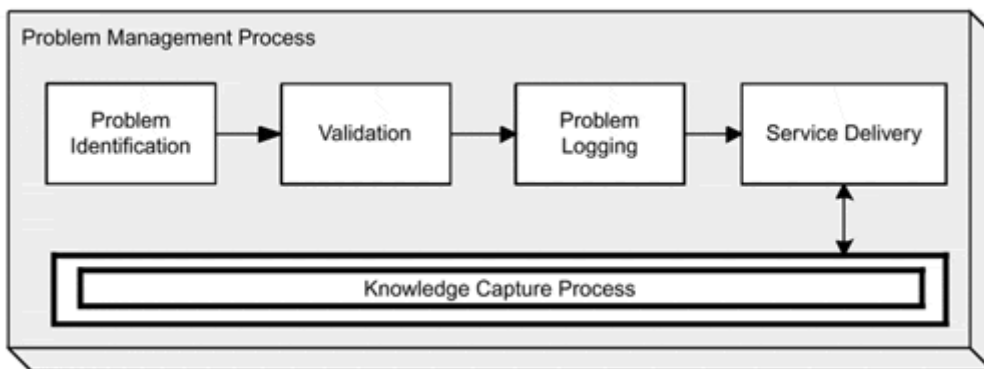 Problem Management Process
Problem
Identification
Validation
Problem
Logging
Service Delivery
Knowledge Capture Process